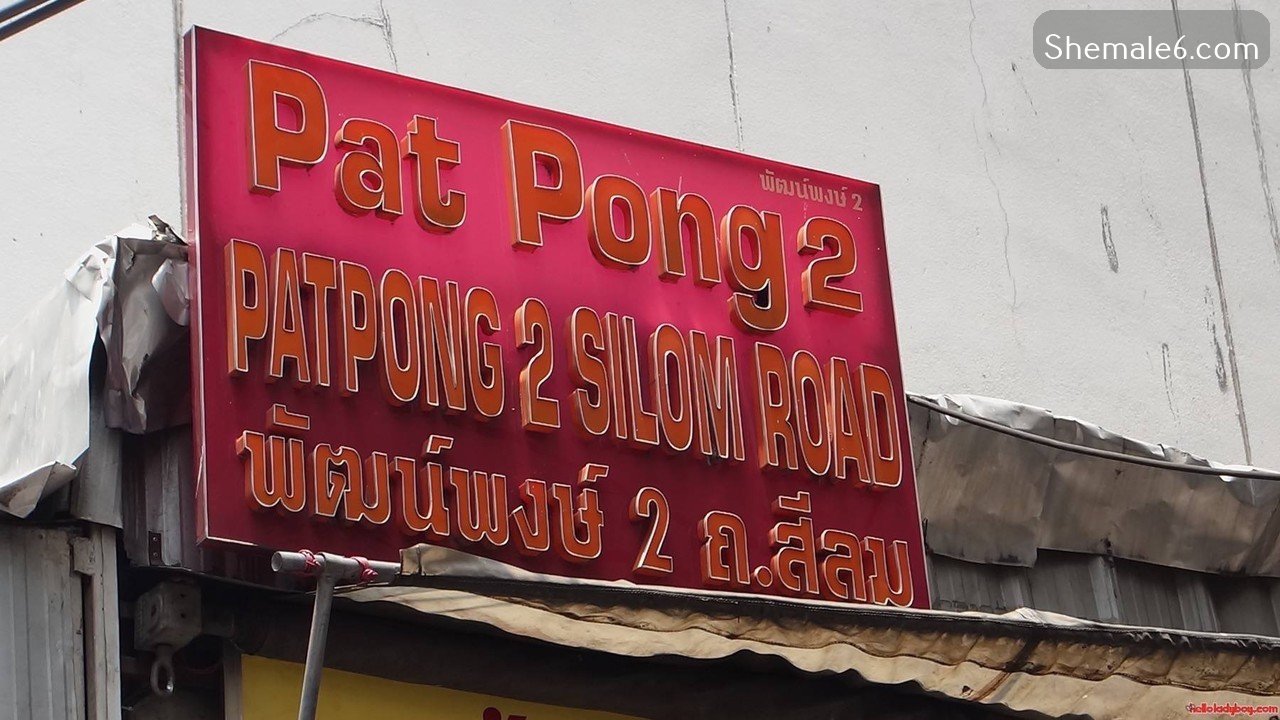 Shemale6.com
Pat Pong 2
พัฒน์พงษ์ 2
PATPONG 2 SILOM ROAD
พัฒน์พงษ์ 2 ถ.สีลม
helloladyboy.com